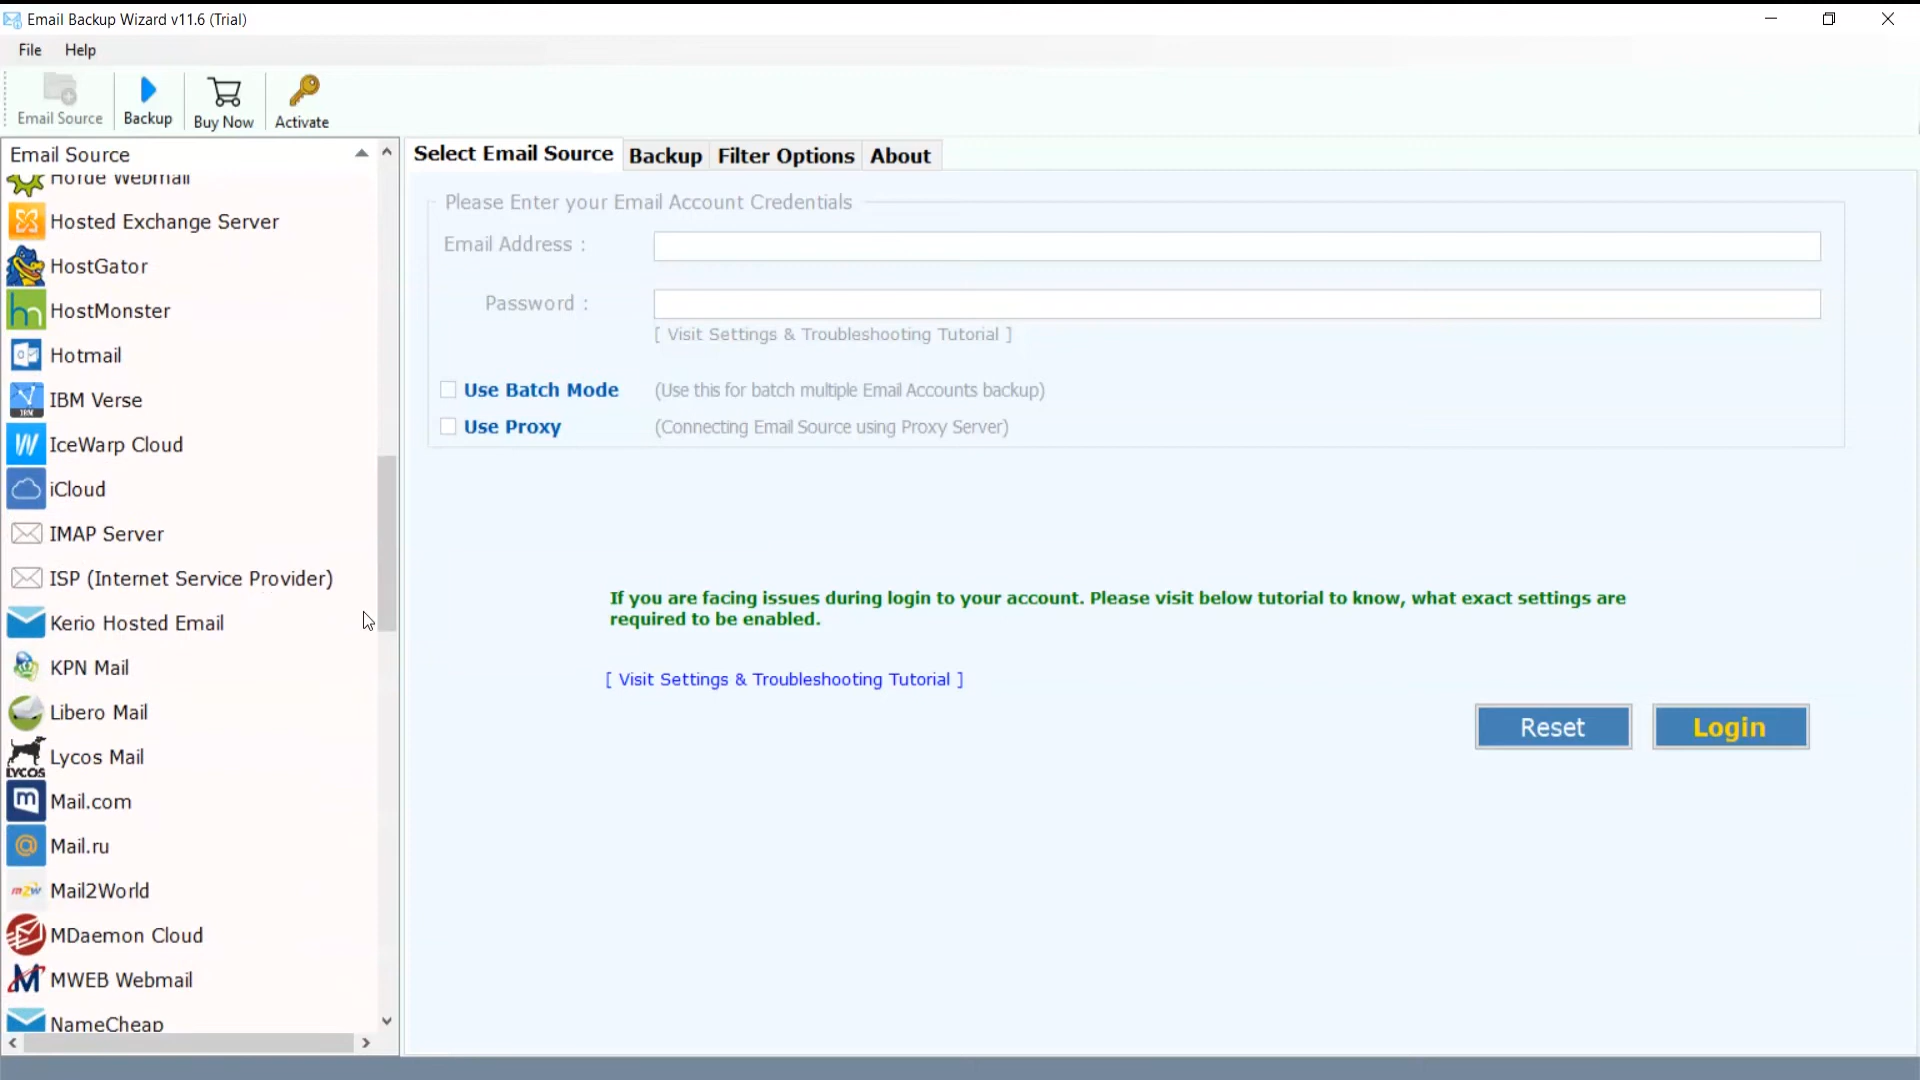 Email Backup Wizard v11.6 (Trial)
File Help
Email Source Backup Buy Now Activate
Email Source
Horde Webmail
Hosted Exchange Server
HostGator
HostMonster
Hotmail
IBM Verse
IceWarp Cloud
iCloud
IMAP Server
ISP (Internet Service Provider)
Kerio Hosted Email
KPN Mail
Libero Mail
LYCOS Lycos Mail
Mail.com
Mail.ru
Mail2World
MDaemon Cloud
MWEB Webmail
NameCheap
Select Email Source Backup Filter Options About
Please Enter your Email Account Credentials
Email Address :
Password :
[ Visit Settings & Troubleshooting Tutorial ]
Use Batch Mode (Use this for batch multiple Email Accounts backup)
Use Proxy (Connecting Email Source using Proxy Server)
If you are facing issues during login to your account. Please visit below tutorial to know, what exact settings are
required to be enabled.
[ Visit Settings & Troubleshooting Tutorial ]
Reset Login